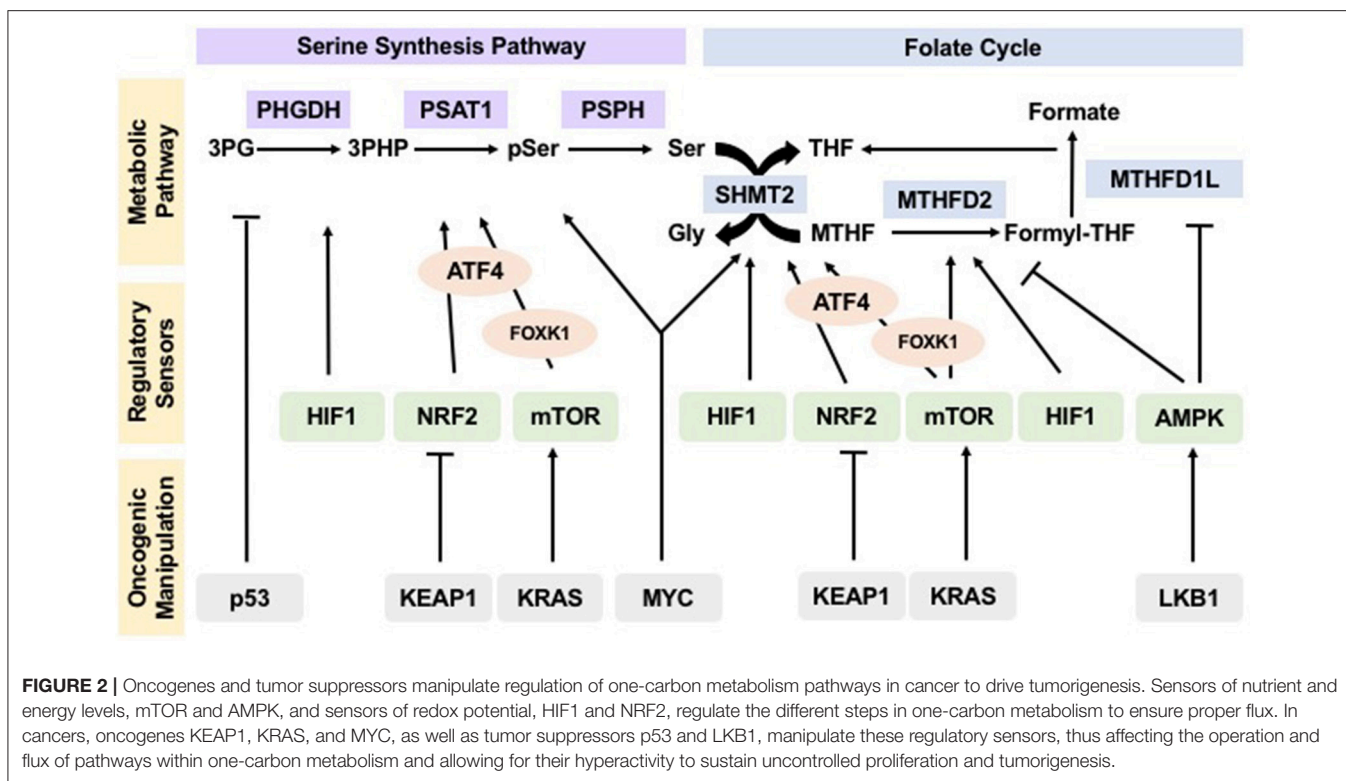 Serine Synthesis Pathway
Folate Cycle
Metabolic
Pathway
PHGDH
PSAT1
PSPH
Formate
3PG
3PHP
pSer
Ser
THF
SHMT2
MTHFD2
MTHFD1L
Gly
MTHF
Formyl-THF
Regulatory
Sensors
ATF4
FOXK1
ATF4
FOXK1
HIF1
NRF2
mTOR
HIF1
NRF2
mTOR
HIF1
AMPK
Oncogenic
Manipulation
p53
KEAP1
KRAS
MYC
KEAP1
KRAS
LKB1
FIGURE 2 | Oncogenes and tumor suppressors manipulate regulation of one-carbon metabolism pathways in cancer to drive tumorigenesis. Sensors of nutrient and
energy levels, mTOR and AMPK, and sensors of redox potential, HIF1 and NRF2, regulate the different steps in one-carbon metabolism to ensure proper flux. In
cancers, oncogenes KEAP1, KRAS, and MYC, as well as tumor suppressors p53 and LKB1, manipulate these regulatory sensors, thus affecting the operation and
flux of pathways within one-carbon metabolism and allowing for their hyperactivity to sustain uncontrolled proliferation and tumorigenesis.